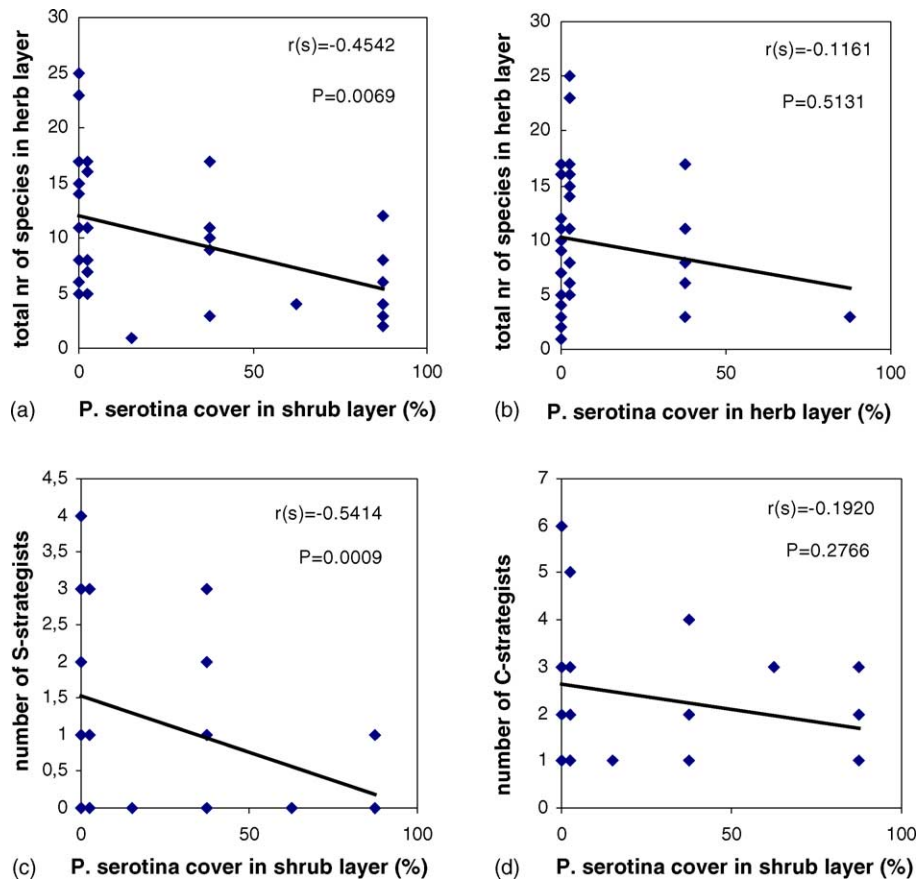 30
25
20
15
10
5
0
total nr of species in herb layer
r(s)=-0.4542
P=0.0069
0 50 100
(a) P. serotina cover in shrub layer (%)
30
25
20
15
10
5
0
total nr of species in herb layer
r(s)=-0.1161
P=0.5131
0 50 100
(b) P. serotina cover in herb layer (%)
4,5
4
3,5
3
2,5
2
1,5
1
0,5
0
number of S-strategists
r(s)=-0.5414
P=0.0009
0 50 100
(c) P. serotina cover in shrub layer (%)
7
6
5
4
3
2
1
0
number of C-strategists
r(s)=-0.1920
P=0.2766
0 50 100
(d) P. serotina cover in shrub layer (%)